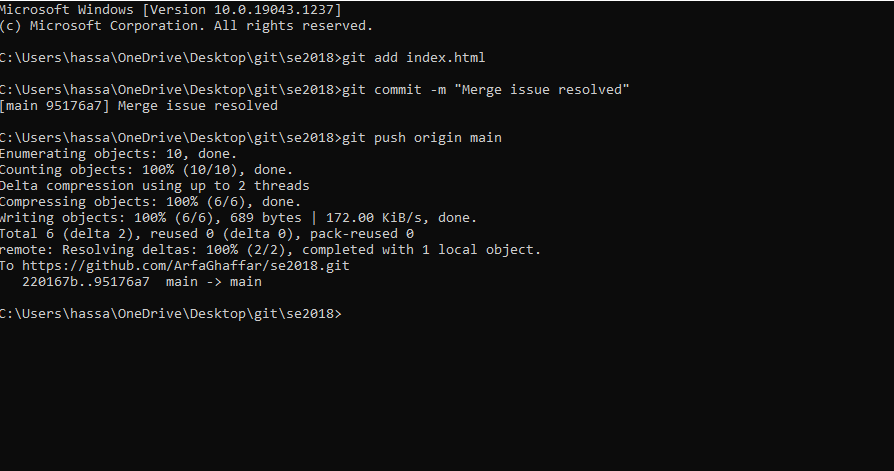 Microsoft Windows [Version 10.0.19043.1237]
(c) Microsoft Corporation. All rights reserved.
C:\Users\hassa\OneDrive\Desktop\git\se2018>git add index.html
C:\Users\hassa\OneDrive\Desktop\git\se2018>git commit -m "Merge issue resolved"
[main 95176a7] Merge issue resolved
C:\Users\hassa\OneDrive\Desktop\git\se2018>git push origin main
Enumerating objects: 10, done.
Counting objects: 100% (10/10), done.
Delta compression using up to 2 threads
Compressing objects: 100% (6/6), done.
Writing objects: 100% (6/6), 689 bytes | 172.00 KiB/s, done.
Total 6 (delta 2), reused 0 (delta 0), pack-reused 0
remote: Resolving deltas: 100% (2/2), completed with 1 local object.
To https://github.com/ArfaGhaffar/se2018.git
220167b..95176a7  main -> main
C:\Users\hassa\OneDrive\Desktop\git\se2018>